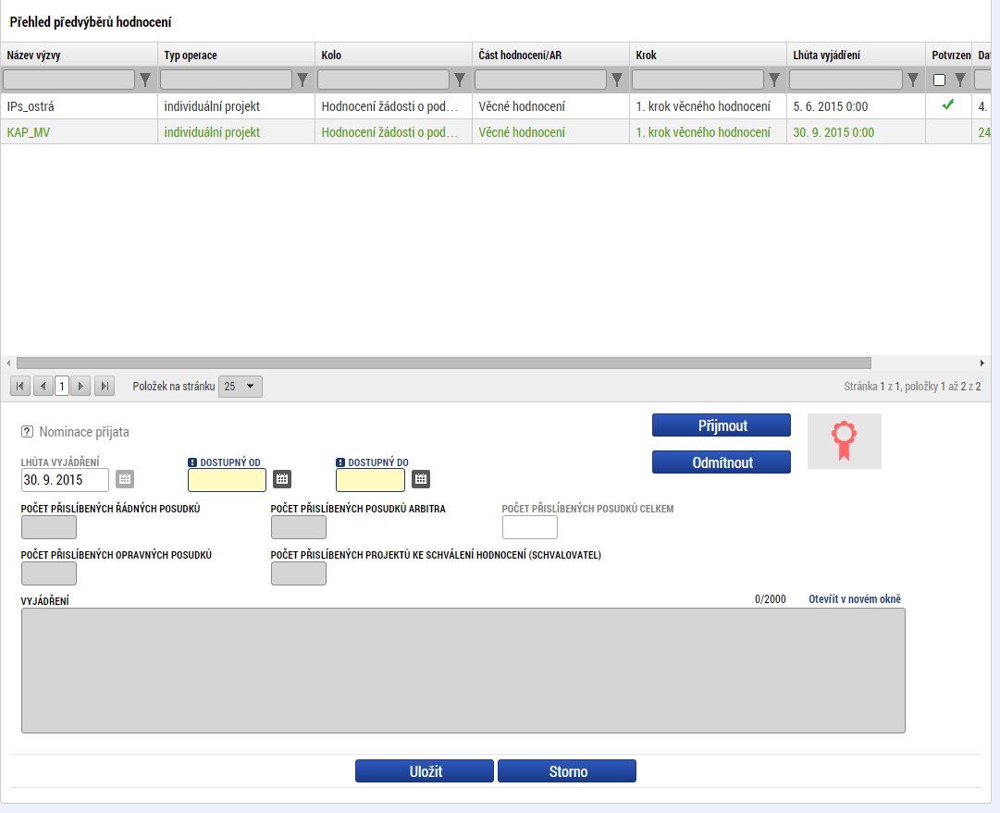 Přehled předvýběrů hodnocení
Název výzvy Typ operace Kolo Část hodnocení/AR Krok Lhůta vyjádření Potvrzen Dat
IPs_ostrá individuální projekt Hodnocení žádosti o pod... Věcné hodnocení 1. krok věcného hodnocení 5. 6. 2015 0:00 4.
KAP_MV individuální projekt Hodnocení žádosti o pod... Věcné hodnocení 1. krok věcného hodnocení 30. 9. 2015 0:00 24
1 Položek na stránku 25 Stránka 1 z 1, položky 1 až 2 z 2
? Nominace přijata Přijmout
LHŮTA VYJÁDŘENÍ DOSTUPNÝ OD DOSTUPNÝ DO Odmítnout
30. 9. 2015
POČET PŘISLÍBENÝCH ŘÁDNÝCH POSUDKŮ POČET PŘISLÍBENÝCH POSUDKŮ ARBITRA POČET PŘISLÍBENÝCH POSUDKŮ CELKEM
POČET PŘISLÍBENÝCH OPRAVNÝCH POSUDKŮ POČET PŘISLÍBENÝCH PROJEKTŮ KE SCHVÁLENÍ HODNOCENÍ (SCHVALOVATEL)
VYJÁDŘENÍ 0/2000 Otevřít v novém okně
Uložit Storno